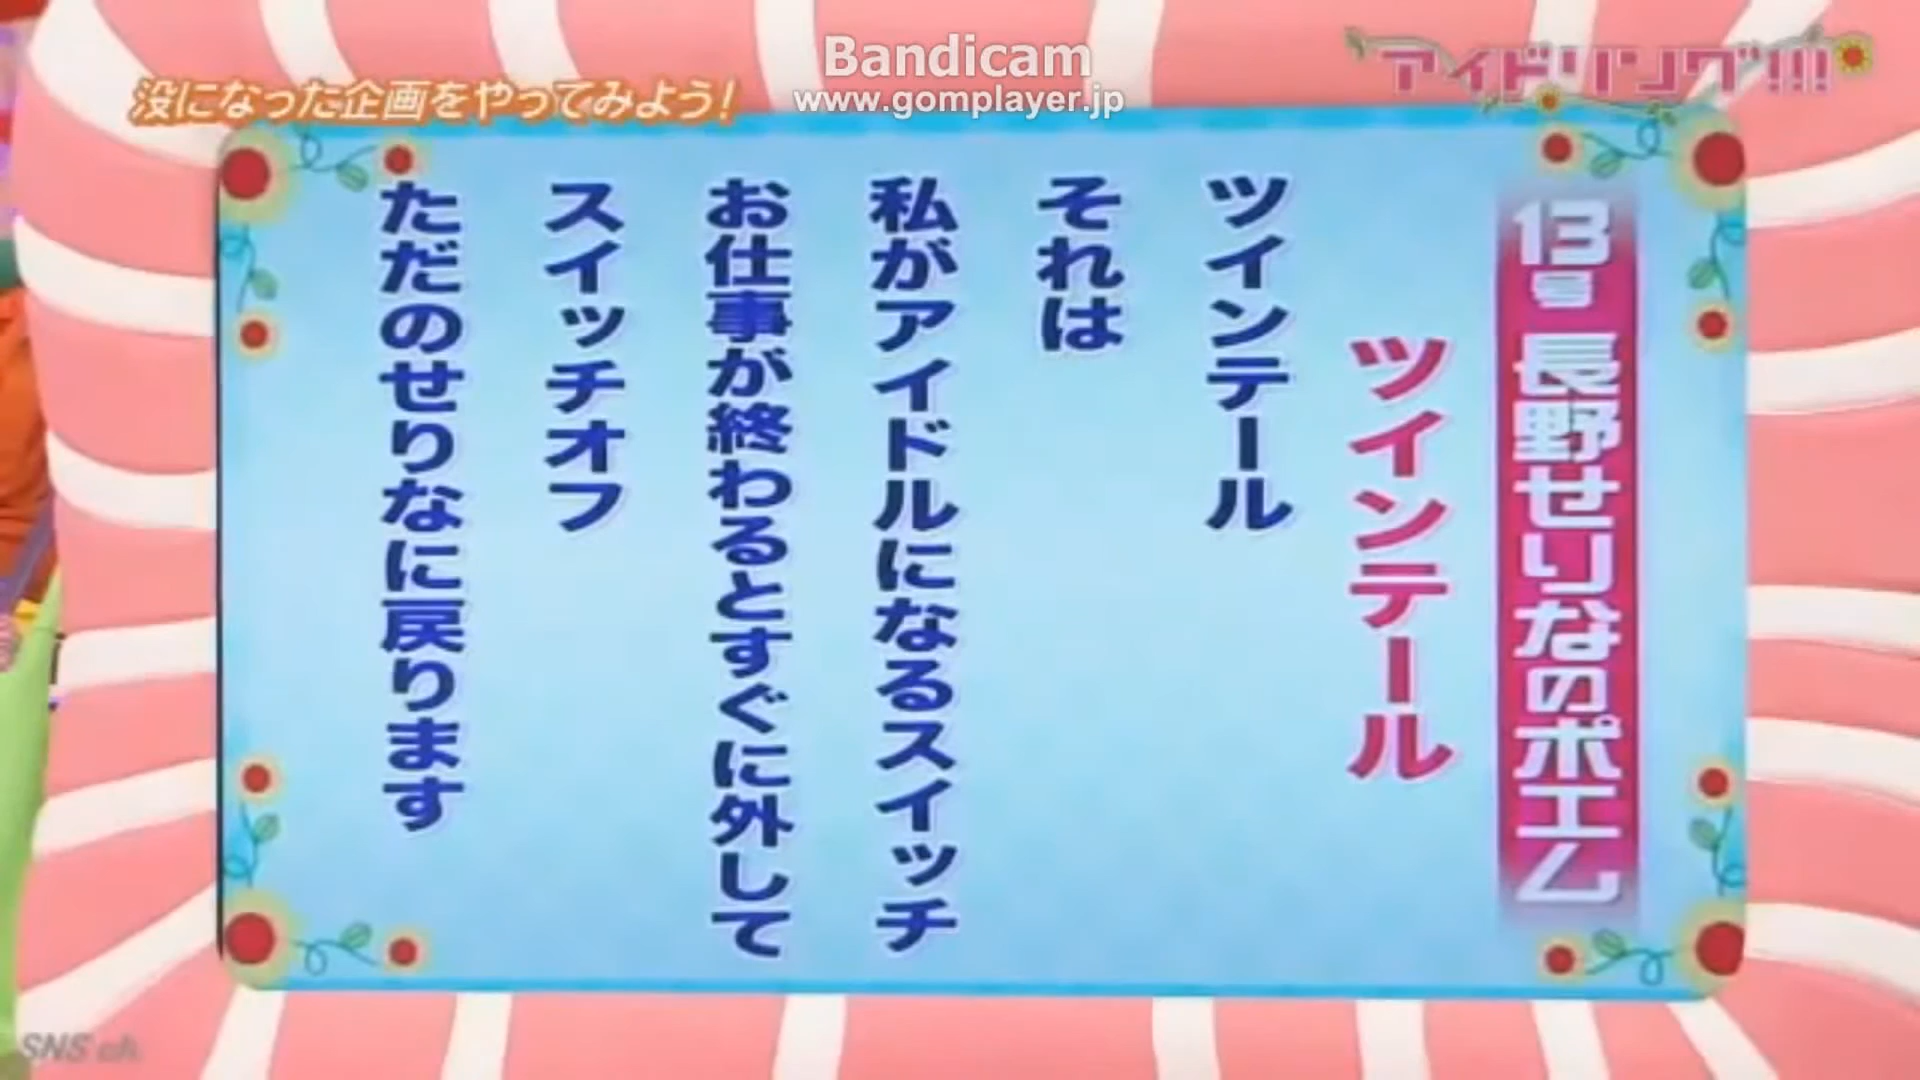 Bandicam
www.gomplayer.jp
没になった企画をやってみよう!
アイドリング!!!
13号 長野せりなのポエム
ツインテール
ツインテール
それは
私がアイドルになるスイッチ
お仕事が終わるとすぐに外して
スイッチオフ
ただのせりなに戻ります
SNS ch.